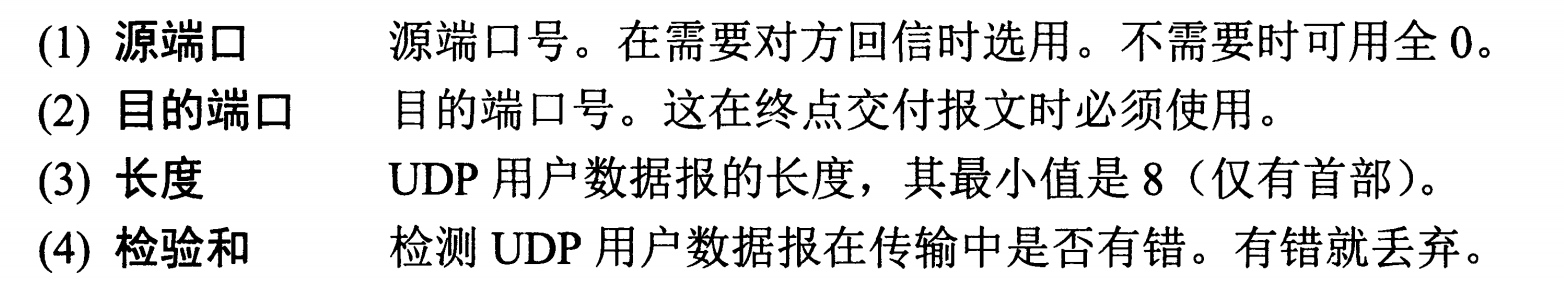 (1) 源端口 源端口号。在需要对方回信时选用。不需要时可用全 0。
(2) 目的端口 目的端口号。这在终点交付报文时必须使用。
(3) 长度 UDP 用户数据报的长度，其最小值是 8（仅有首部）。
(4) 检验和 检测 UDP 用户数据报在传输中是否有错。有错就丢弃。